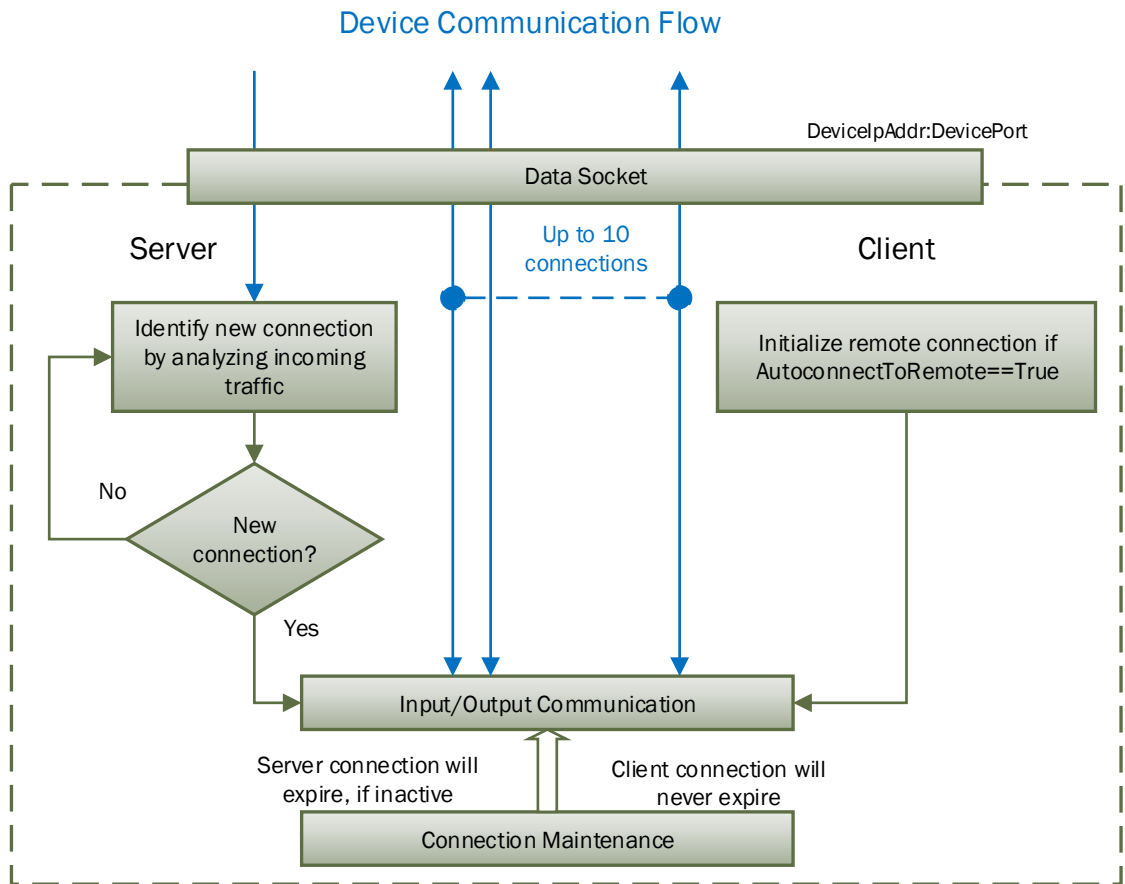 Device Communication Flow
DeviceIpAddr:DevicePort
Data Socket
Server
Up to 10
connections
Client
Identify new connection
by analyzing incoming
traffic
Initialize remote connection if
AutoconnectToRemote==True
No
New
connection?
Yes
Input/Output Communication
Server connection will
expire, if inactive
Client connection will
never expire
Connection Maintenance